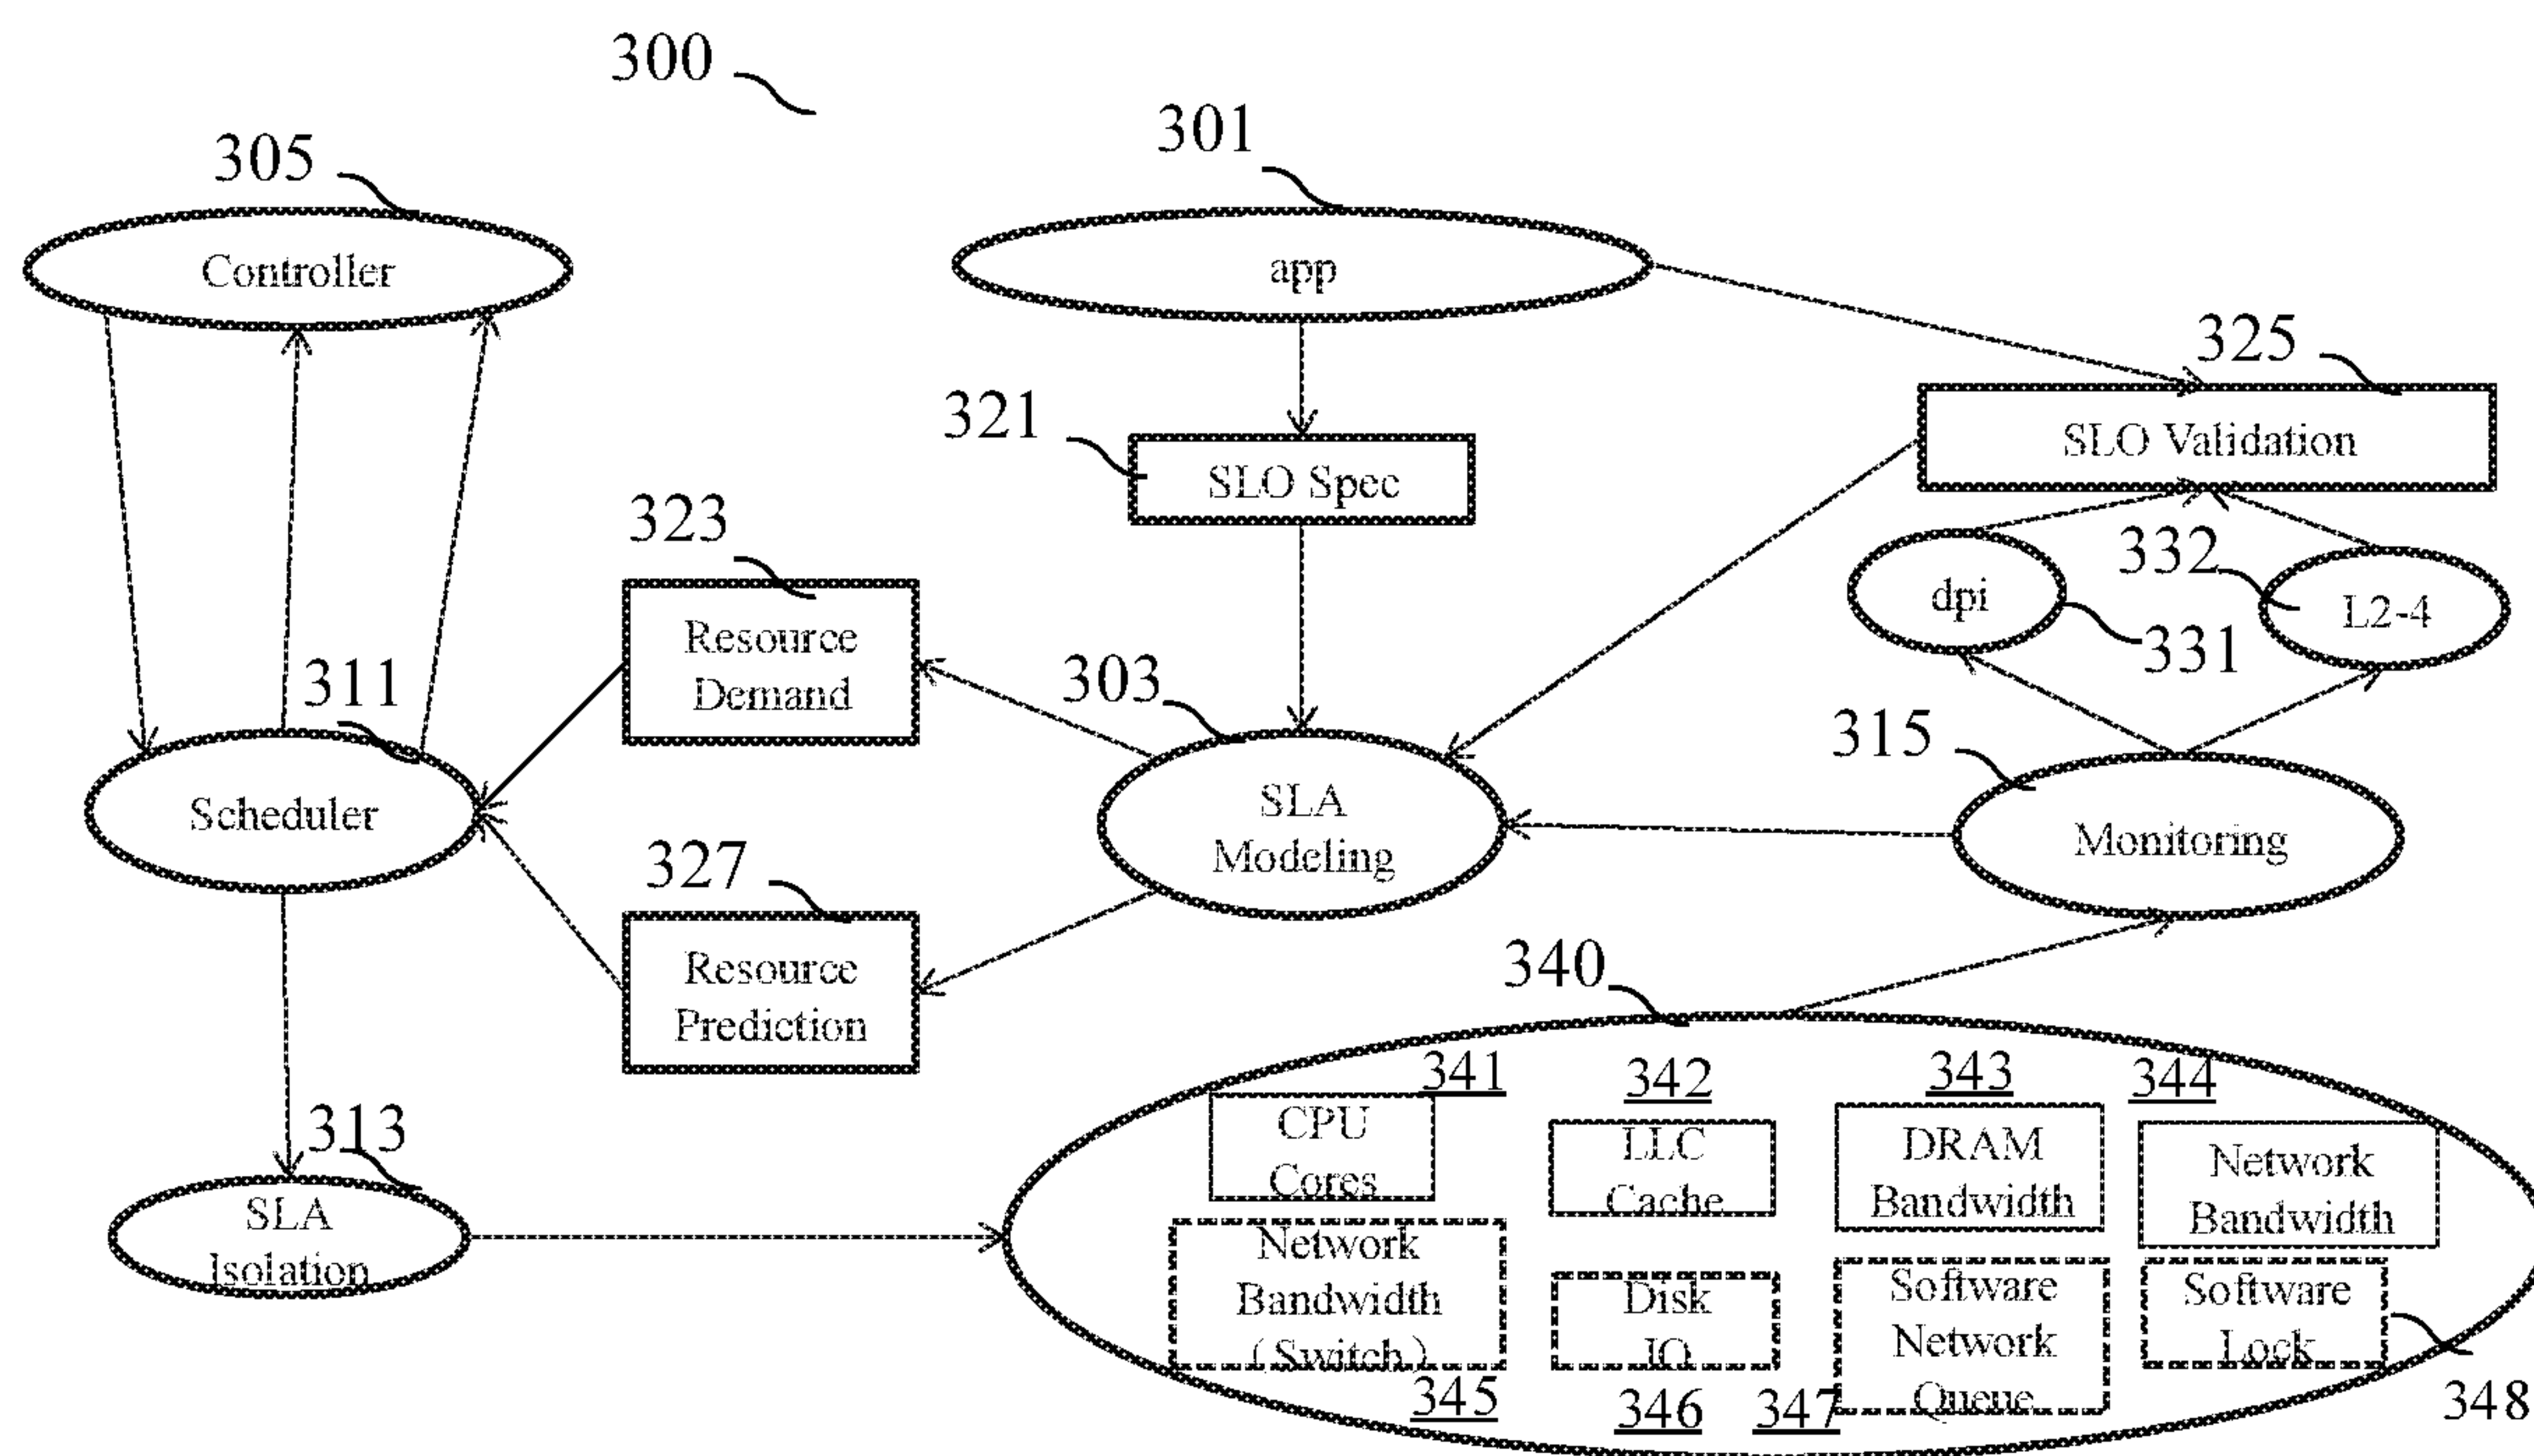 300
301
305
Controller
app
325
321
SLO Validation
SLO Spec
323
332
dpi
L2-4
331
Resource
Demand
311
303
315
Scheduler
SLA
Modeling
Monitoring
327
Resource
Prediction
340
341
342
343
344
CPU
Cores
LLC
Cache
DRAM
Bandwidth
Network
Bandwidth
313
SLA
Isolation
Network
Bandwidth
(Switch)
Disk
IO
Software
Network
Queue
Software
Lock
345
346
347
348